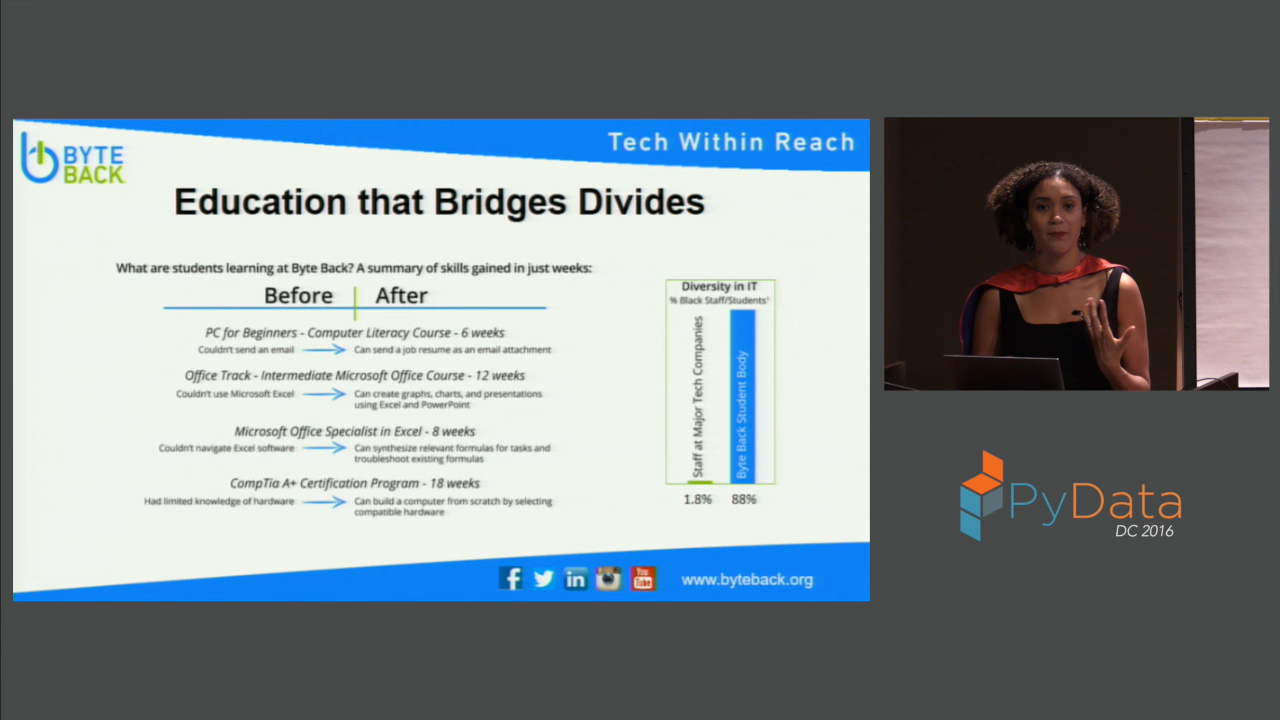 Tech Within Reach
BYTE
BACK
Education that Bridges Divides
What are students learning at Byte Back? A summary of skills gained in just weeks:
Before After
PC for Beginners - Computer Literacy Course - 6 weeks
Couldn't send an email Can send a job resume as an email attachment
Office Track - Intermediate Microsoft Office Course - 12 weeks
Couldn't use Microsoft Excel Can create graphs, charts, and presentations
using Excel and PowerPoint
Microsoft Office Specialist in Excel - 8 weeks
Couldn't navigate Excel software Can synthesize relevant formulas for tasks and
troubleshoot existing formulas
CompTia A+ Certification Program - 18 weeks
Had limited knowledge of hardware Can build a computer from scratch by selecting
compatible hardware
Diversity in IT
% Black Staff/Students¹
Staff at Major Tech Companies
Byte Back Student Body
1.8% 88%
You
Tube
www.byteback.org
PyData
DC 2016